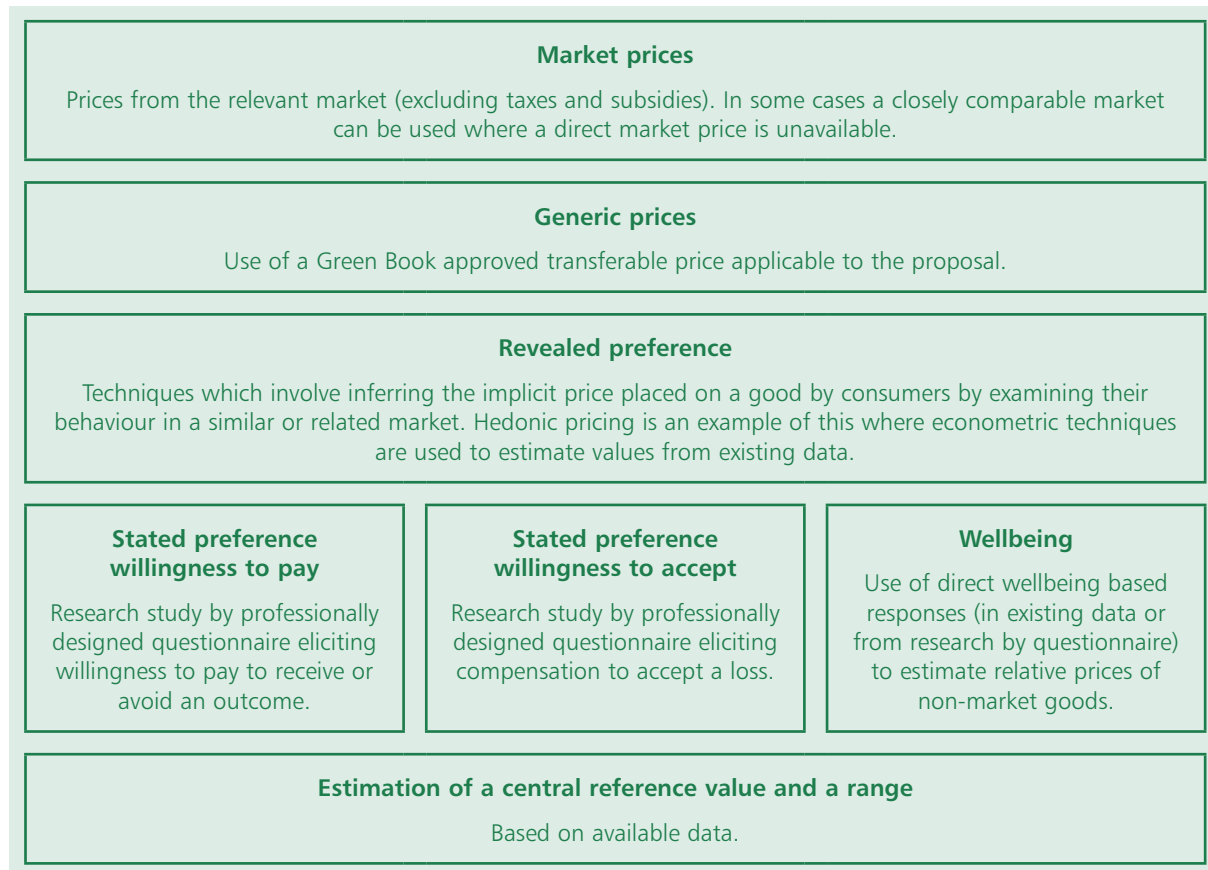 Market prices
Prices from the relevant market (excluding taxes and subsidies). In some cases a closely comparable market
can be used where a direct market price is unavailable.
Generic prices
Use of a Green Book approved transferable price applicable to the proposal.
Revealed preference
Techniques which involve inferring the implicit price placed on a good by consumers by examining their
behaviour in a similar or related market. Hedonic pricing is an example of this where econometric techniques
are used to estimate values from existing data.
Stated preference
willingness to pay
Research study by professionally
designed questionnaire eliciting
willingness to pay to receive or
avoid an outcome.
Stated preference
willingness to accept
Research study by professionally
designed questionnaire eliciting
compensation to accept a loss.
Wellbeing
Use of direct wellbeing based
responses (in existing data or
from research by questionnaire)
to estimate relative prices of
non-market goods.
Estimation of a central reference value and a range
Based on available data.